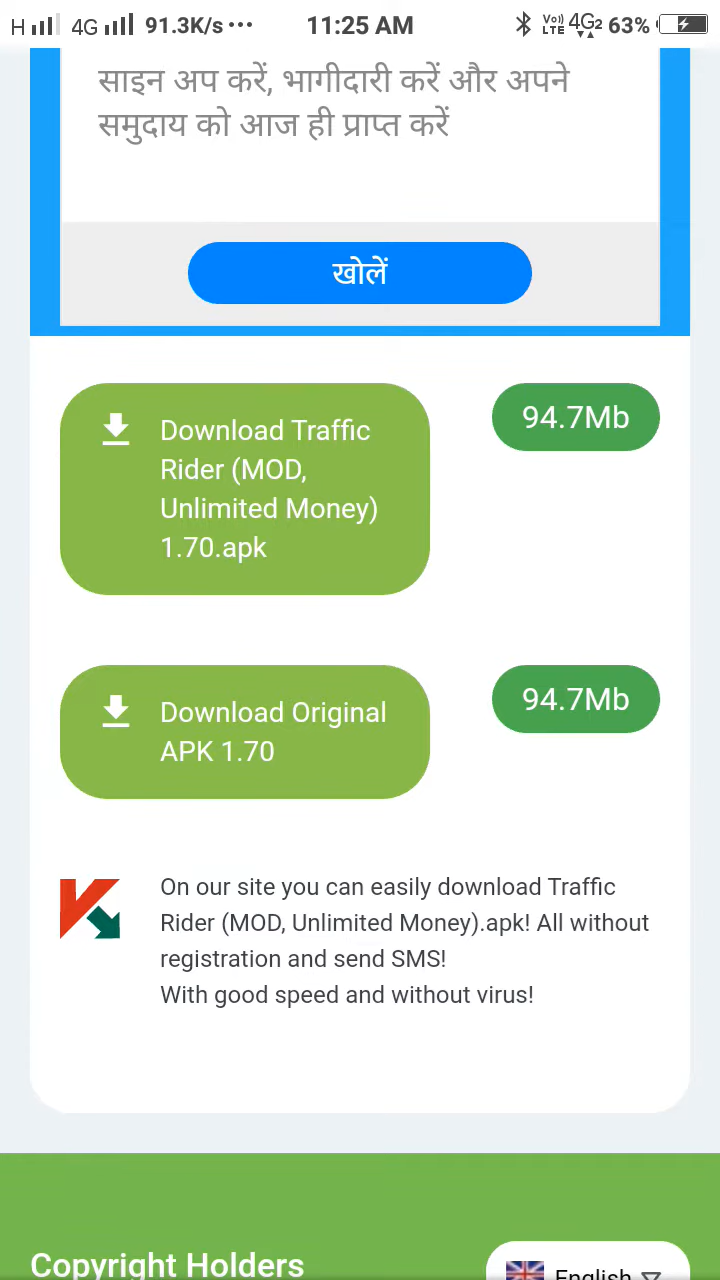 H 4G 91.3K/s ... 11:25 AM Vo)) LTE 4G2 63%
साइन अप करें, भागीदारी करें और अपने
समुदाय को आज ही प्राप्त करें
खोलें
Download Traffic
Rider (MOD,
Unlimited Money)
1.70.apk
94.7Mb
Download Original
APK 1.70
94.7Mb
On our site you can easily download Traffic
Rider (MOD, Unlimited Money).apk! All without
registration and send SMS!
With good speed and without virus!
Copyright Holders
English